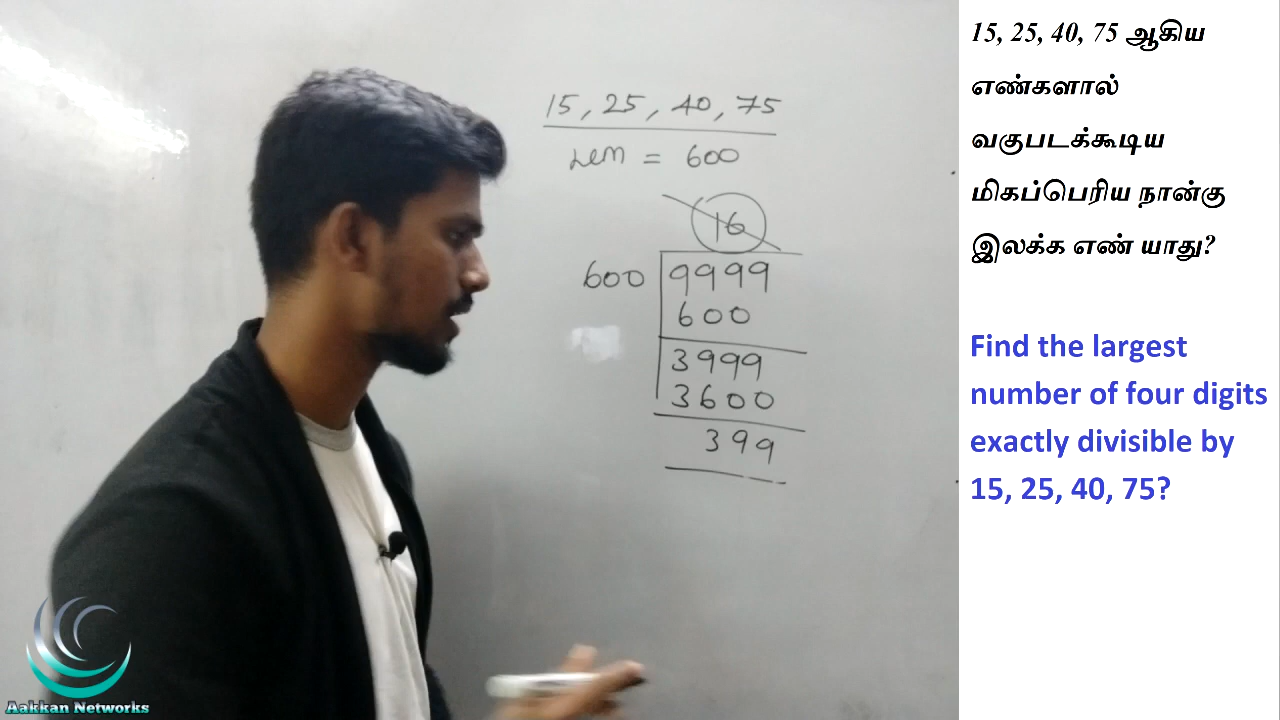 15, 25, 40, 75
LCM = 600
16
600 9999
600
3999
3600
399
15, 25, 40, 75 ஆகிய
எண்களால்
வகுபடக்கூடிய
மிகப்பெரிய நான்கு
இலக்க எண் யாது?
Find the largest
number of four digits
exactly divisible by
15, 25, 40, 75?
Aakkan Networks